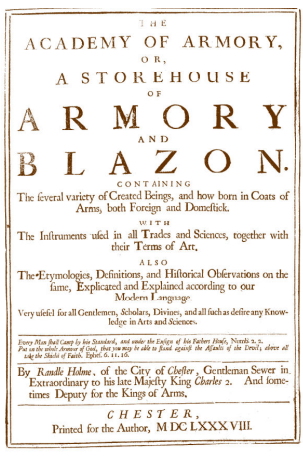 THE
ACADEMY OF ARMORY,
OR,
A STOREHOUSE
OF
ARMORY
AND
BLAZON.
CONTAINING
The ſeveral variety of Created Beings, and how born in Coats of
Arms, both Foreign and Domeſtick.
WITH
The Inſtruments uſed in all Trades and Sciences, together with
their Terms of Art.
ALSO
The Etymologies, Definitions, and Hiſtorical Obſervations on the
ſame, Explicated and Explained according to our
Modern Language.
Very uſeful for all Gentlemen, Scholars, Divines, and all ſuch as deſire any Know-
ledge in Arts and Sciences.
Every Man ſhall Camp by his Standard, and under the Enſign of his Fathers Houſe, Numb. 2. 2.
Put on the whole Armour of God, that you may be able to ſtand againſt the Aſſaults of the Devil; above all
take the Shield of Faith. Epheſ. 6. 11. 16.
By Randle Holme, of the City of Cheſter, Gentleman Sewer in
Extraordinary to his late Majeſty King Charles 2. And ſome-
times Deputy for the Kings of Arms.
CHESTER,
Printed for the Author, M DC LXXXVIII.